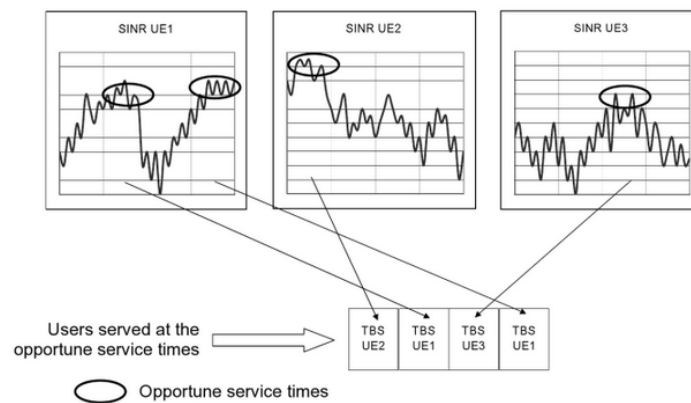 SINR UE1
SINR UE2
SINR UE3
Users served at the
opportune service times
TBS
UE2
TBS
UE1
TBS
UE3
TBS
UE1
Opportune service times